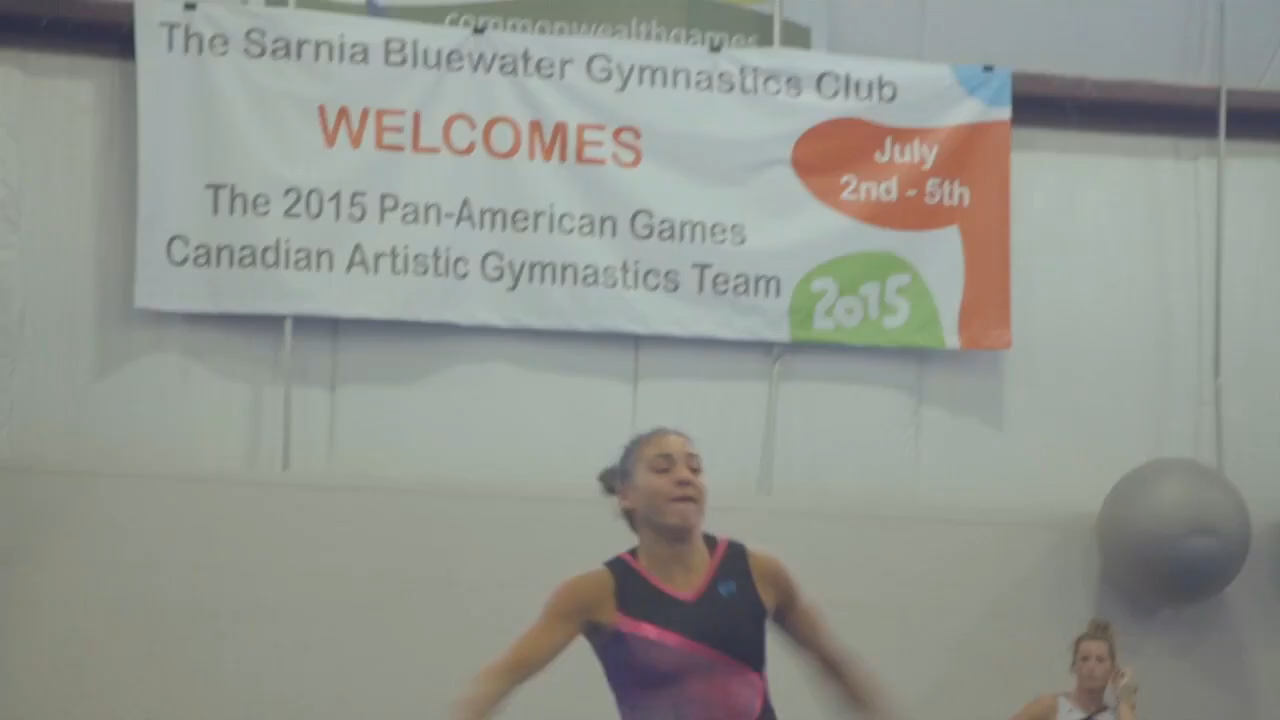 commonwealthgames
The Sarnia Bluewater Gymnastics Club
WELCOMES
The 2015 Pan-American Games
Canadian Artistic Gymnastics Team
July
2nd - 5th
2015